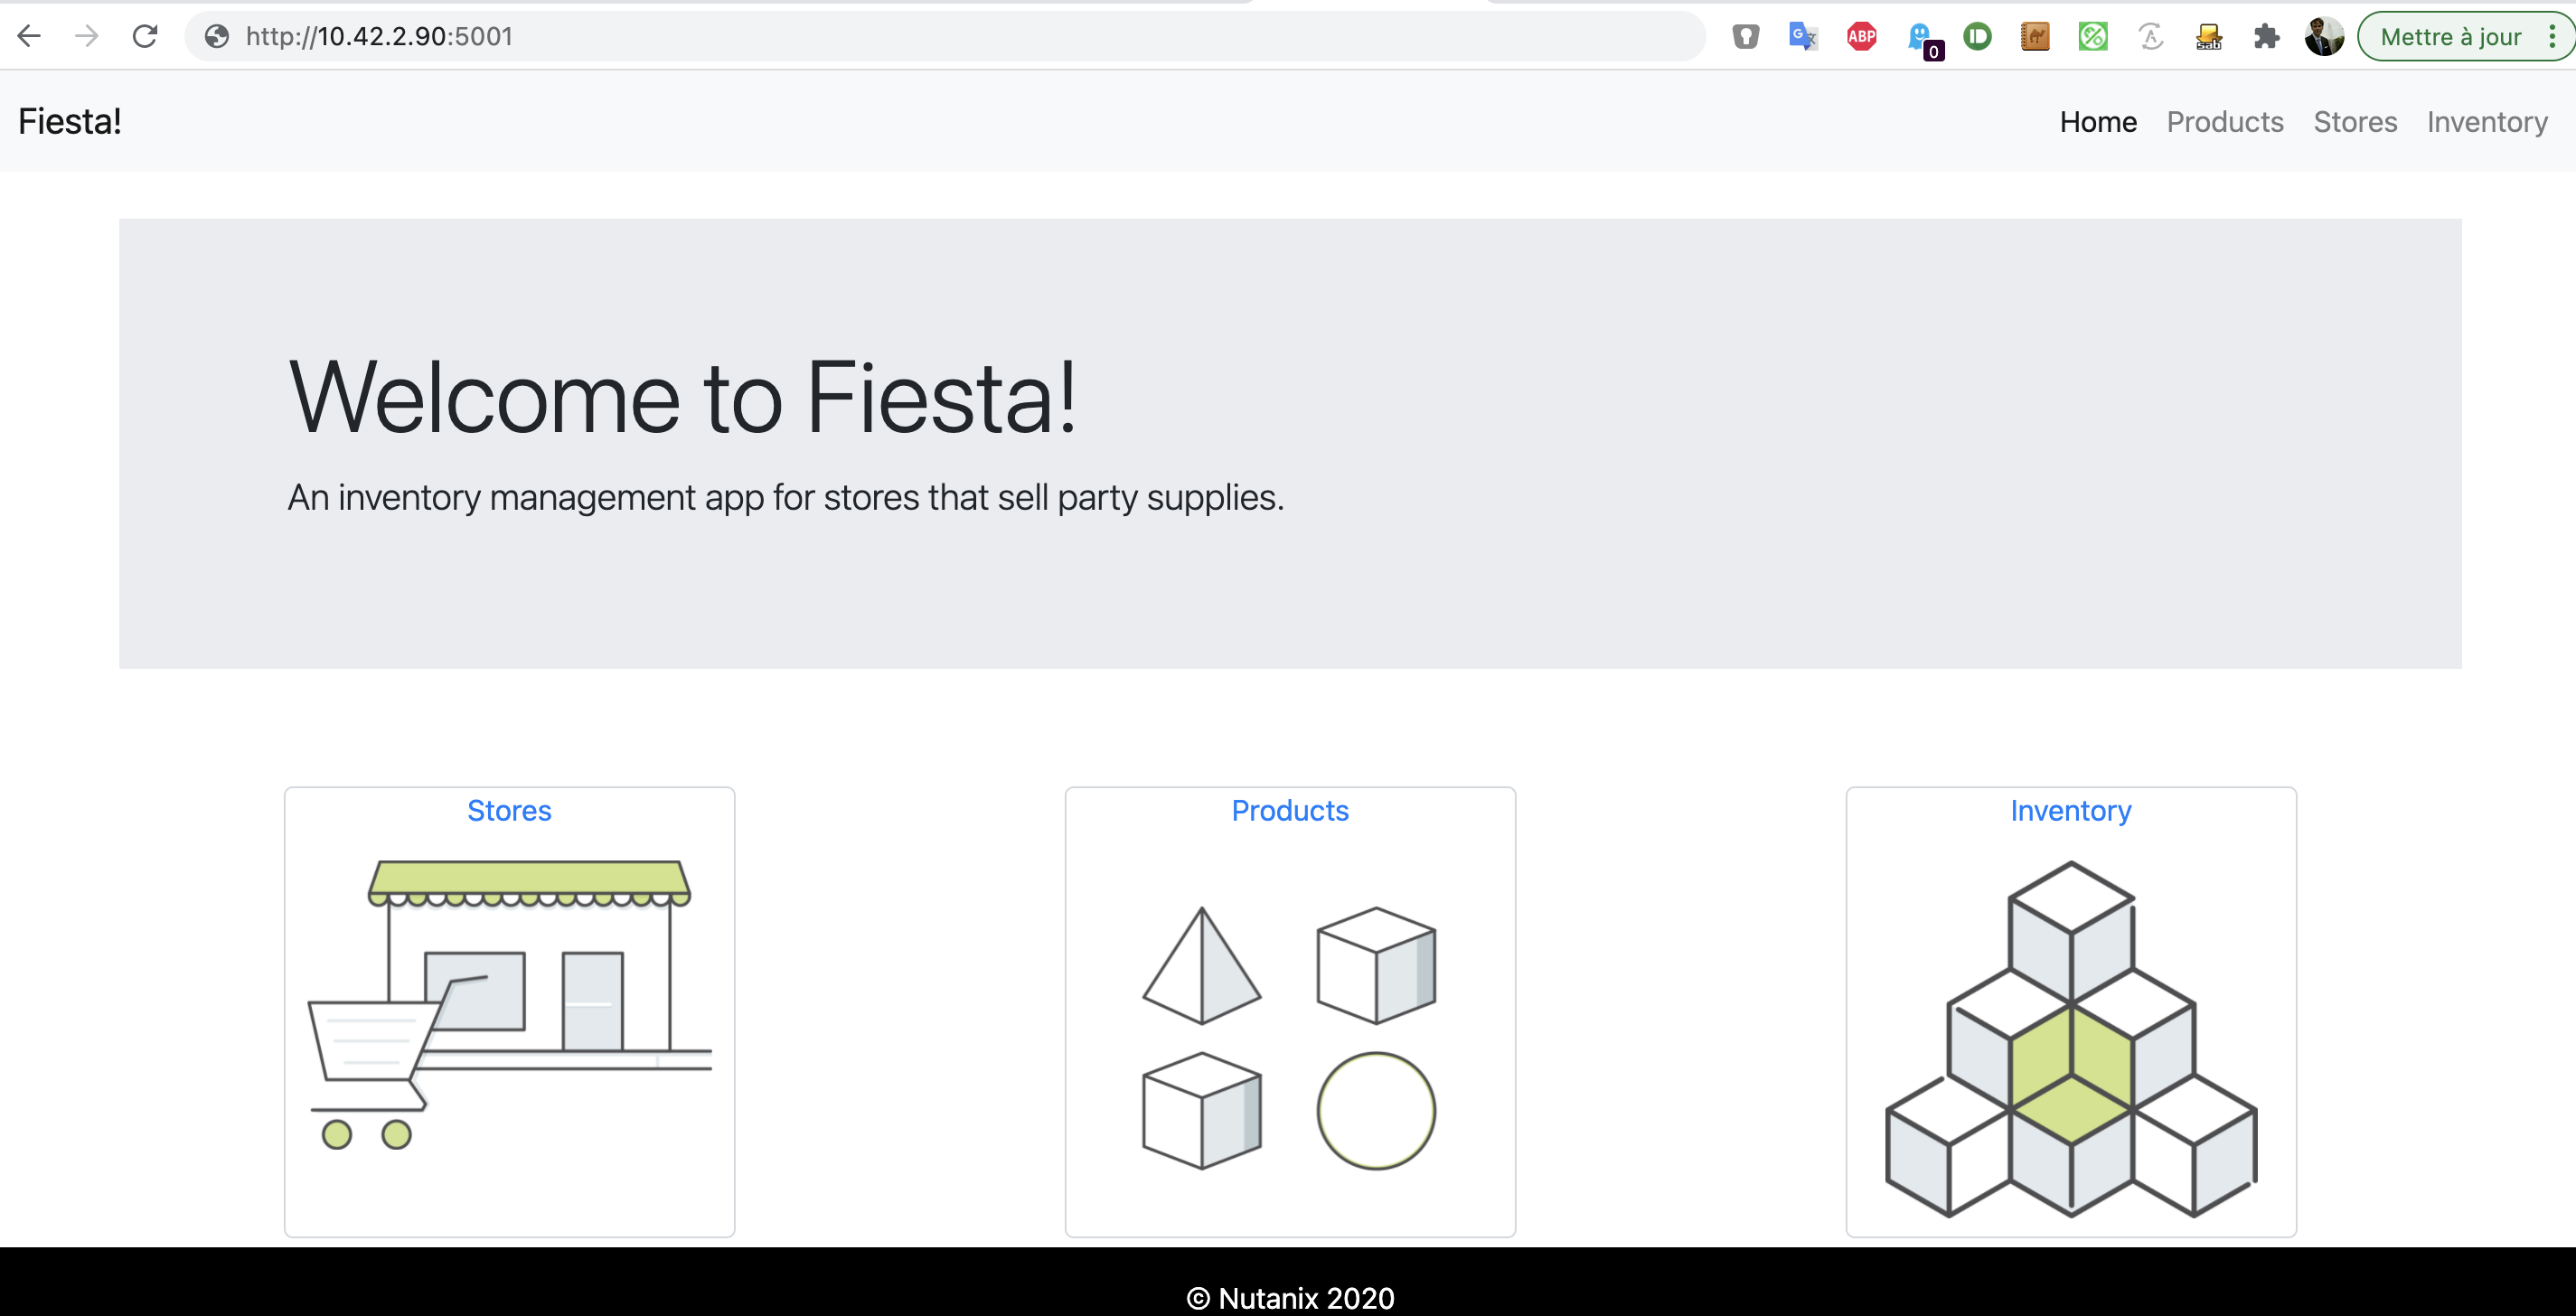 http://10.42.2.90:5001
ABP
0
sab
Mettre à jour
Fiesta!
Home Products Stores Inventory
Welcome to Fiesta!
An inventory management app for stores that sell party supplies.
Stores
Products
Inventory
© Nutanix 2020